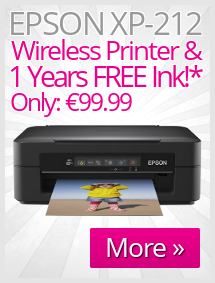 EPSON XP-212
Wireless Printer &
1 Years FREE Ink!*
Only: €99.99
EPSON
More »